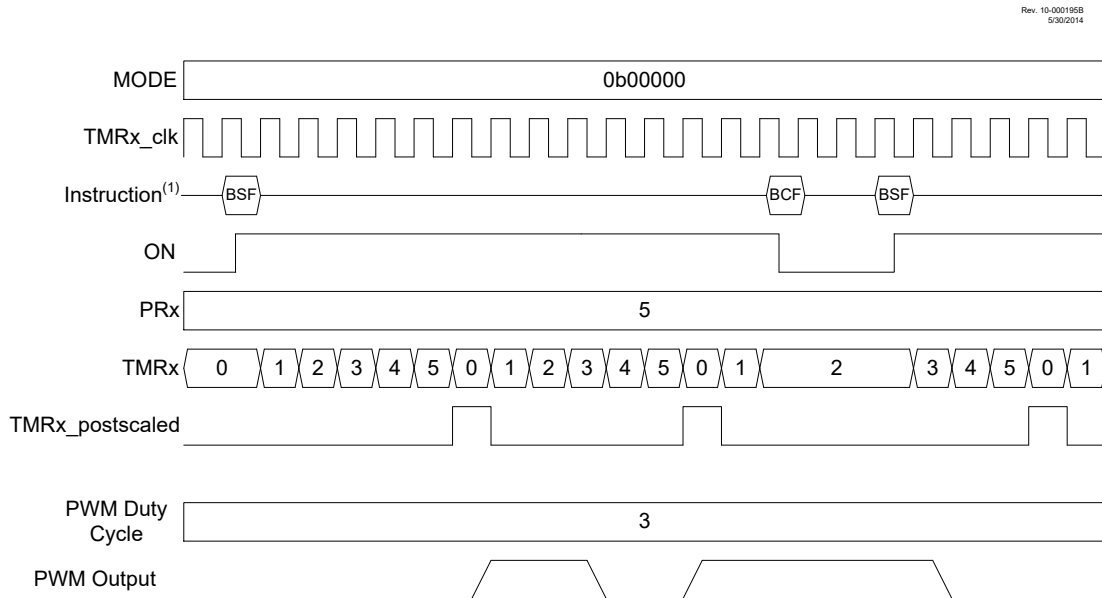 Rev. 10-000195B
5/30/2014
MODE 0b00000
TMRx_clk
Instruction(1) BSF BCF BSF
ON
PRx 5
TMRx 0 1 2 3 4 5 0 1 2 3 4 5 0 1 2 3 4 5 0 1
TMRx_postscaled
PWM Duty
Cycle 3
PWM Output